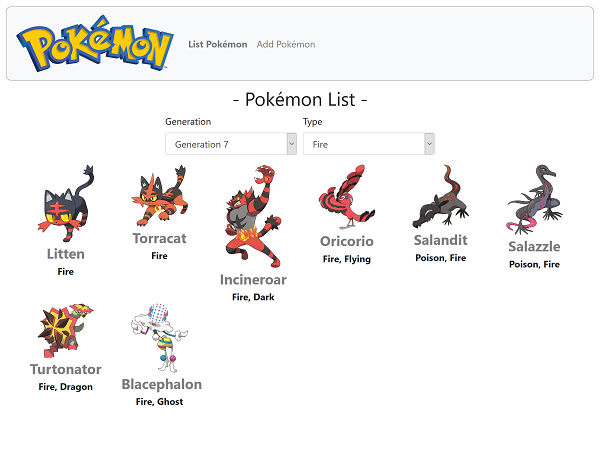 POKéMON
List Pokémon
Add Pokémon
- Pokémon List -
Generation
Type
Generation 7
Fire
Litten
Fire
Torracat
Fire
Incineroar
Fire, Dark
Oricorio
Fire, Flying
Salandit
Poison, Fire
Salazzle
Poison, Fire
Turtonator
Fire, Dragon
Blacephalon
Fire, Ghost